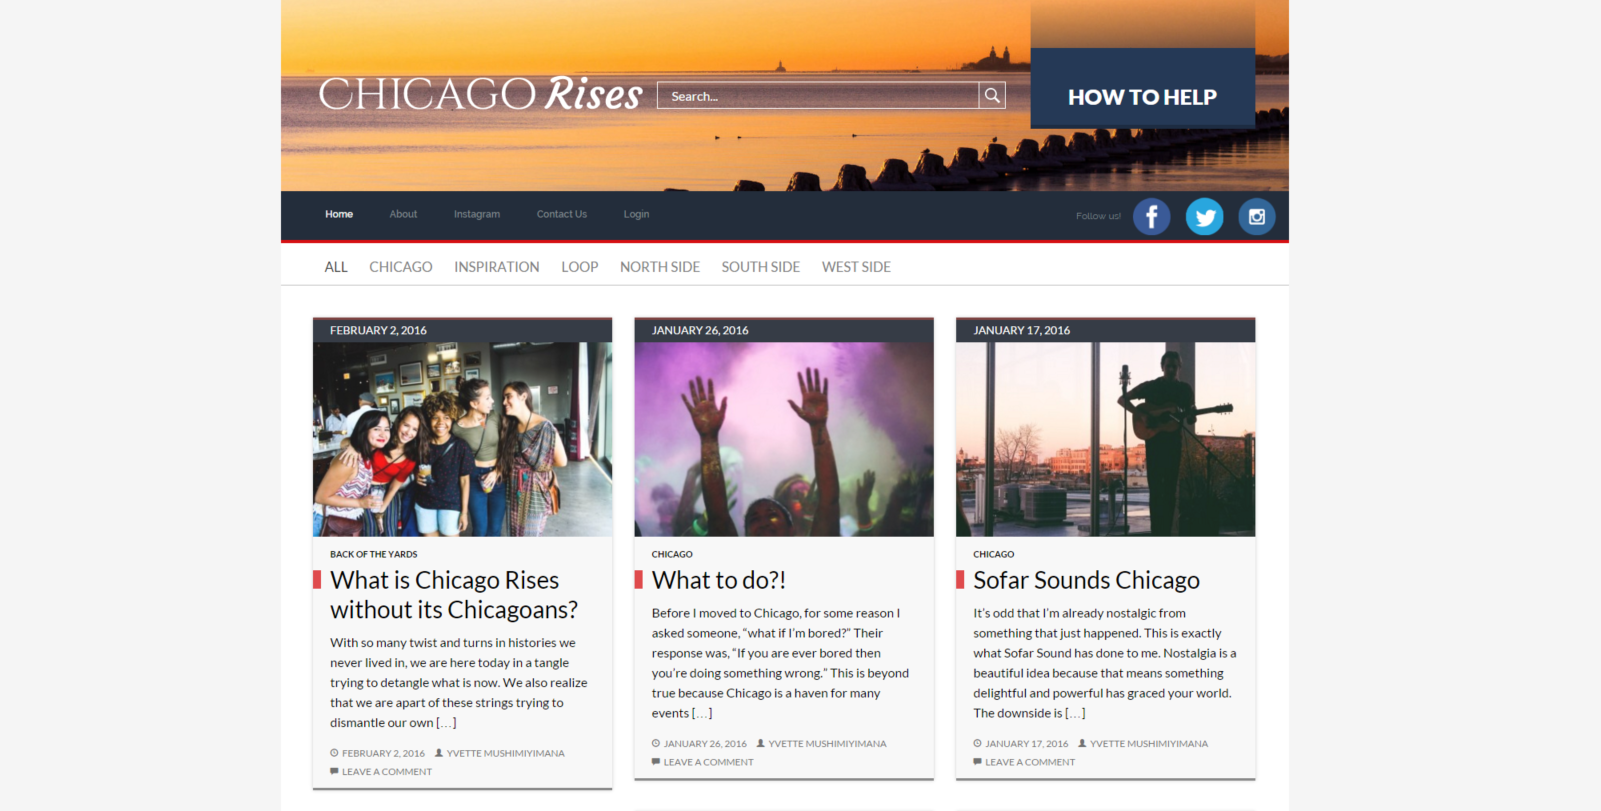 CHICAGO Rises
Search...
HOW TO HELP
Home About Instagram Contact Us Login
Follow us!
ALL CHICAGO INSPIRATION LOOP NORTH SIDE SOUTH SIDE WEST SIDE
FEBRUARY 2, 2016
BACK OF THE YARDS
What is Chicago Rises
without its Chicagoans?
With so many twist and turns in histories we
never lived in, we are here today in a tangle
trying to detangle what is now. We also realize
that we are apart of these strings trying to
dismantle our own […]
FEBRUARY 2, 2016 YVETTE MUSHIMIYIMANA
LEAVE A COMMENT
JANUARY 26, 2016
CHICAGO
What to do?!
Before I moved to Chicago, for some reason I
asked someone, “what if I’m bored?” Their
response was, “If you are ever bored then
you’re doing something wrong.” This is beyond
true because Chicago is a haven for many
events […]
JANUARY 26, 2016 YVETTE MUSHIMIYIMANA
LEAVE A COMMENT
JANUARY 17, 2016
CHICAGO
Sofar Sounds Chicago
It’s odd that I’m already nostalgic from
something that just happened. This is exactly
what Sofar Sound has done to me. Nostalgia is a
beautiful idea because that means something
delightful and powerful has graced your world.
The downside is […]
JANUARY 17, 2016 YVETTE MUSHIMIYIMANA
LEAVE A COMMENT